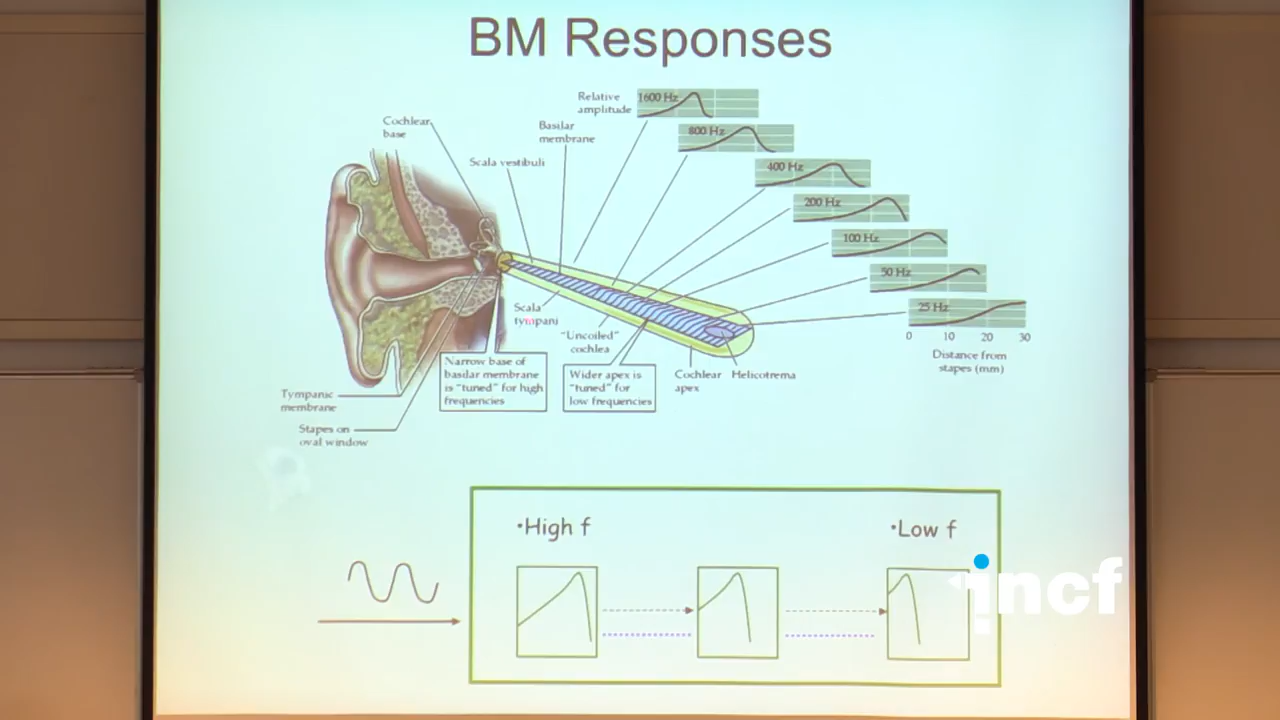 BM Responses
Relative
amplitude
1600 Hz
Cochlear
base
Basilar
membrane
800 Hz
Scala vestibuli
400 Hz
200 Hz
100 Hz
50 Hz
25 Hz
Scala
tympani
"Uncoiled"
cochlea
0 10 20 30
Distance from
stapes (mm)
Narrow base of
basilar membrane
is "tuned" for high
frequencies
Wider apex is
"tuned" for
low frequencies
Cochlear
apex
Helicotrema
Tympanic
membrane
Stapes on
oval window
•High f
•Low f
incf